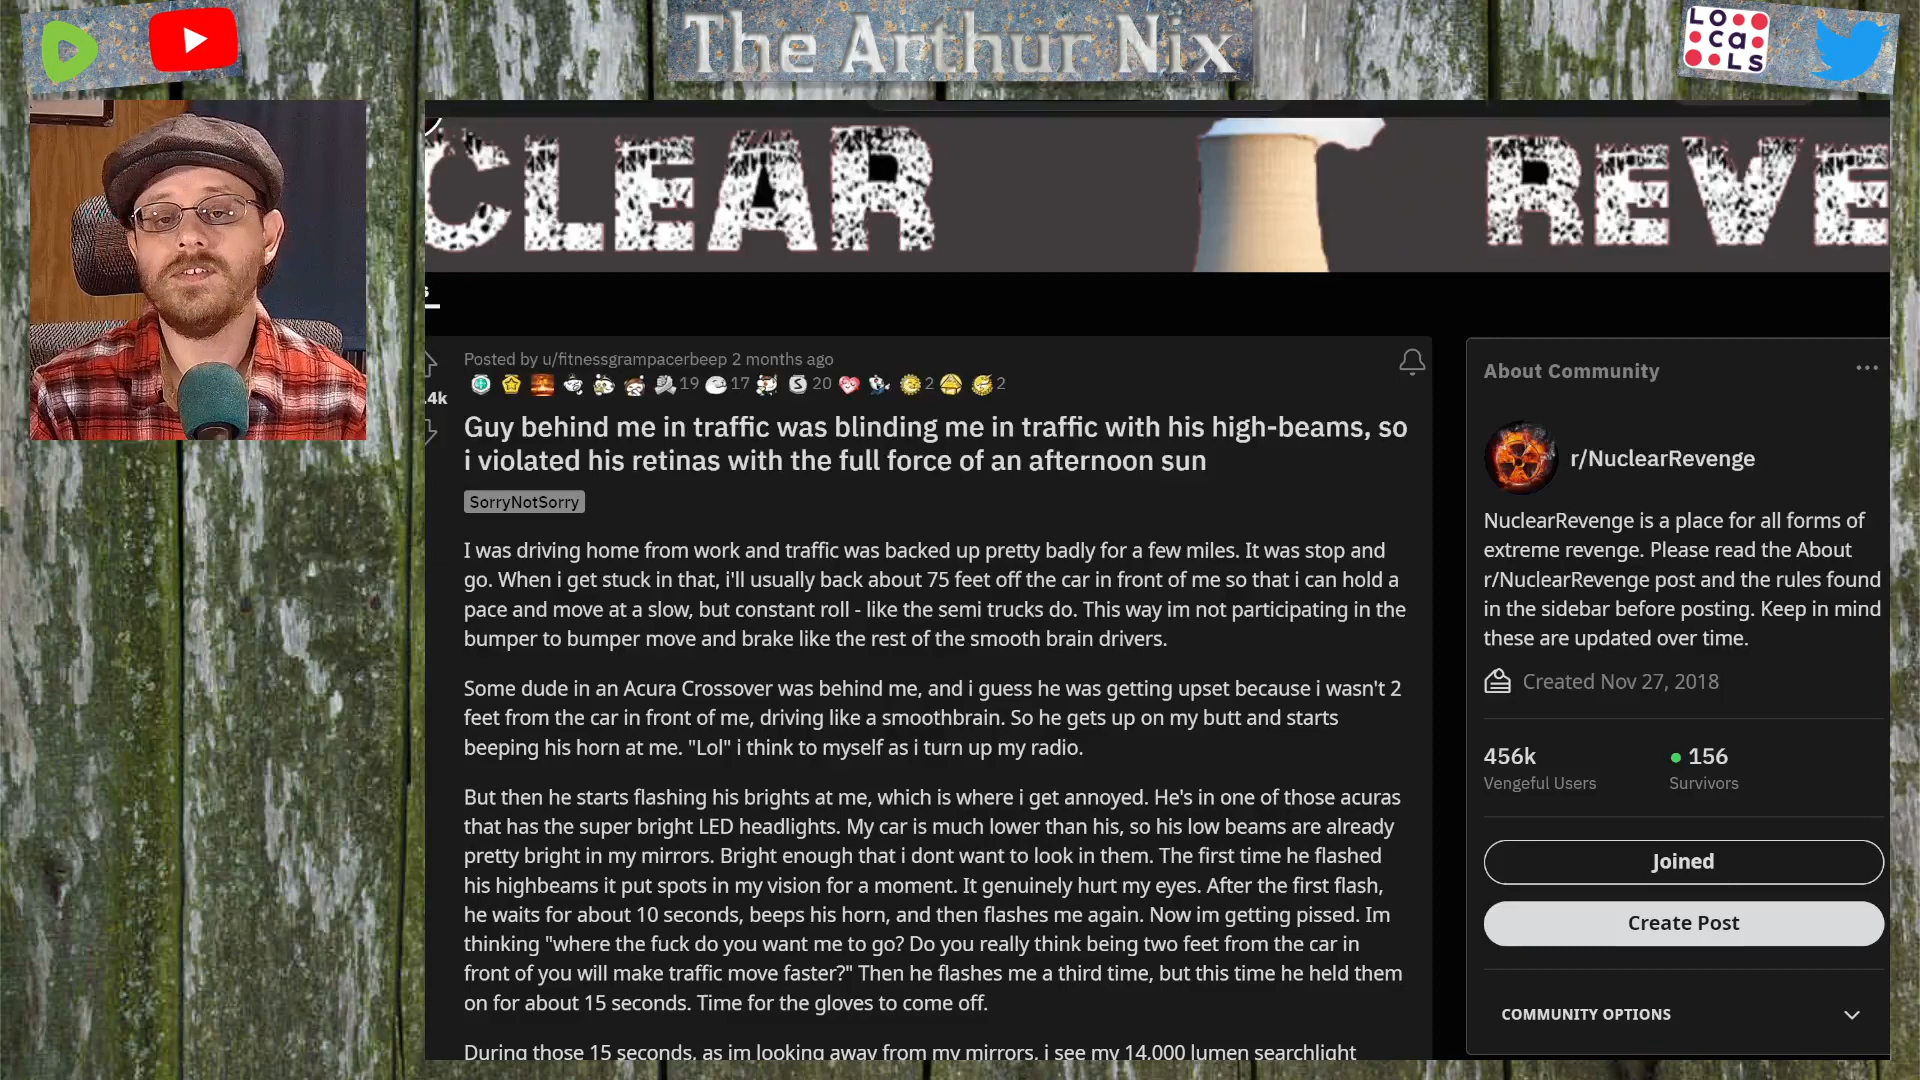 The Arthur Nix
LOcaLS
CLEAR REVE
s
Posted by u/fitnessgrampacerbeep 2 months ago
19 17 20 2 2
.4k
Guy behind me in traffic was blinding me in traffic with his high-beams, so
i violated his retinas with the full force of an afternoon sun
SorryNotSorry
I was driving home from work and traffic was backed up pretty badly for a few miles. It was stop and
go. When i get stuck in that, i'll usually back about 75 feet off the car in front of me so that i can hold a
pace and move at a slow, but constant roll - like the semi trucks do. This way im not participating in the
bumper to bumper move and brake like the rest of the smooth brain drivers.
Some dude in an Acura Crossover was behind me, and i guess he was getting upset because i wasn't 2
feet from the car in front of me, driving like a smoothbrain. So he gets up on my butt and starts
beeping his horn at me. "Lol" i think to myself as i turn up my radio.
But then he starts flashing his brights at me, which is where i get annoyed. He's in one of those acuras
that has the super bright LED headlights. My car is much lower than his, so his low beams are already
pretty bright in my mirrors. Bright enough that i dont want to look in them. The first time he flashed
his highbeams it put spots in my vision for a moment. It genuinely hurt my eyes. After the first flash,
he waits for about 10 seconds, beeps his horn, and then flashes me again. Now im getting pissed. Im
thinking "where the fuck do you want me to go? Do you really think being two feet from the car in
front of you will make traffic move faster?" Then he flashes me a third time, but this time he held them
on for about 15 seconds. Time for the gloves to come off.
During those 15 seconds, as im looking away from my mirrors, i see my 14,000 lumen searchlight
About Community
r/NuclearRevenge
NuclearRevenge is a place for all forms of
extreme revenge. Please read the About
r/NuclearRevenge post and the rules found
in the sidebar before posting. Keep in mind
these are updated over time.
Created Nov 27, 2018
456k 156
Vengeful Users Survivors
Joined
Create Post
COMMUNITY OPTIONS